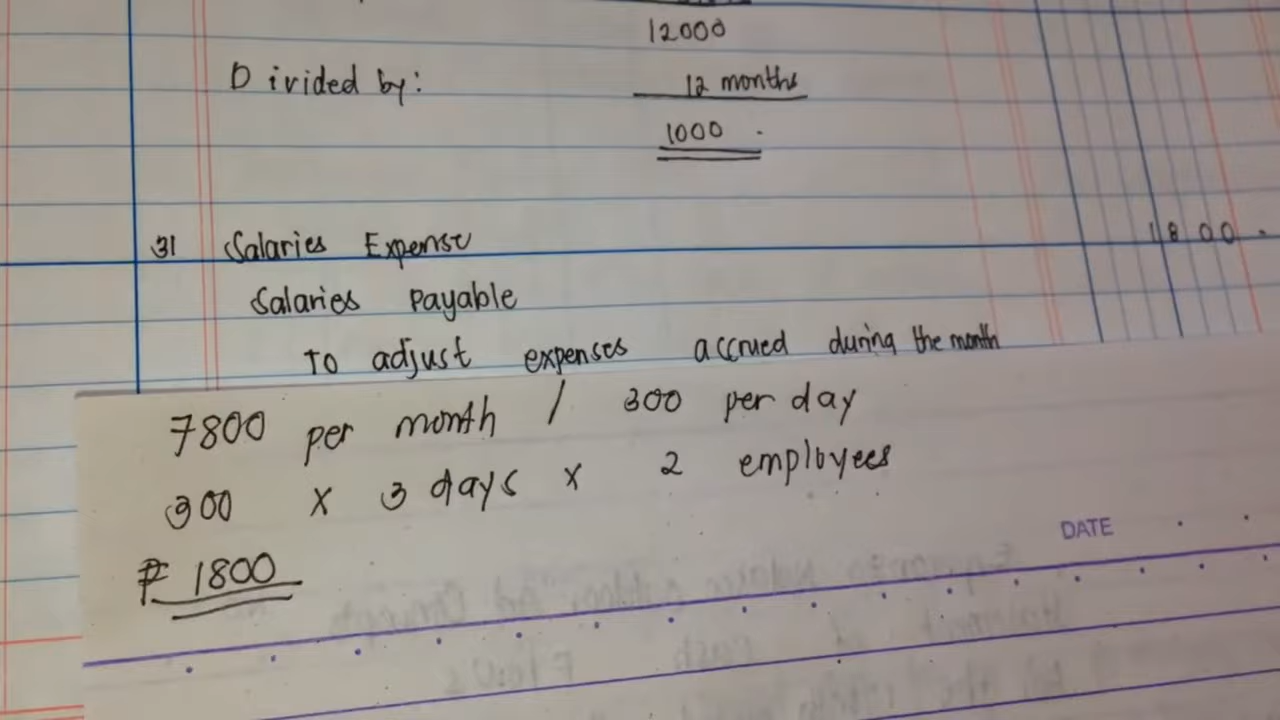 12000
Divided by: 12 months
1000
31 Salaries Expense 1800
Salaries Payable
To adjust expenses accrued during the month
7800 per month / 300 per day
300 x 3 days x 2 employees
₱ 1800
DATE